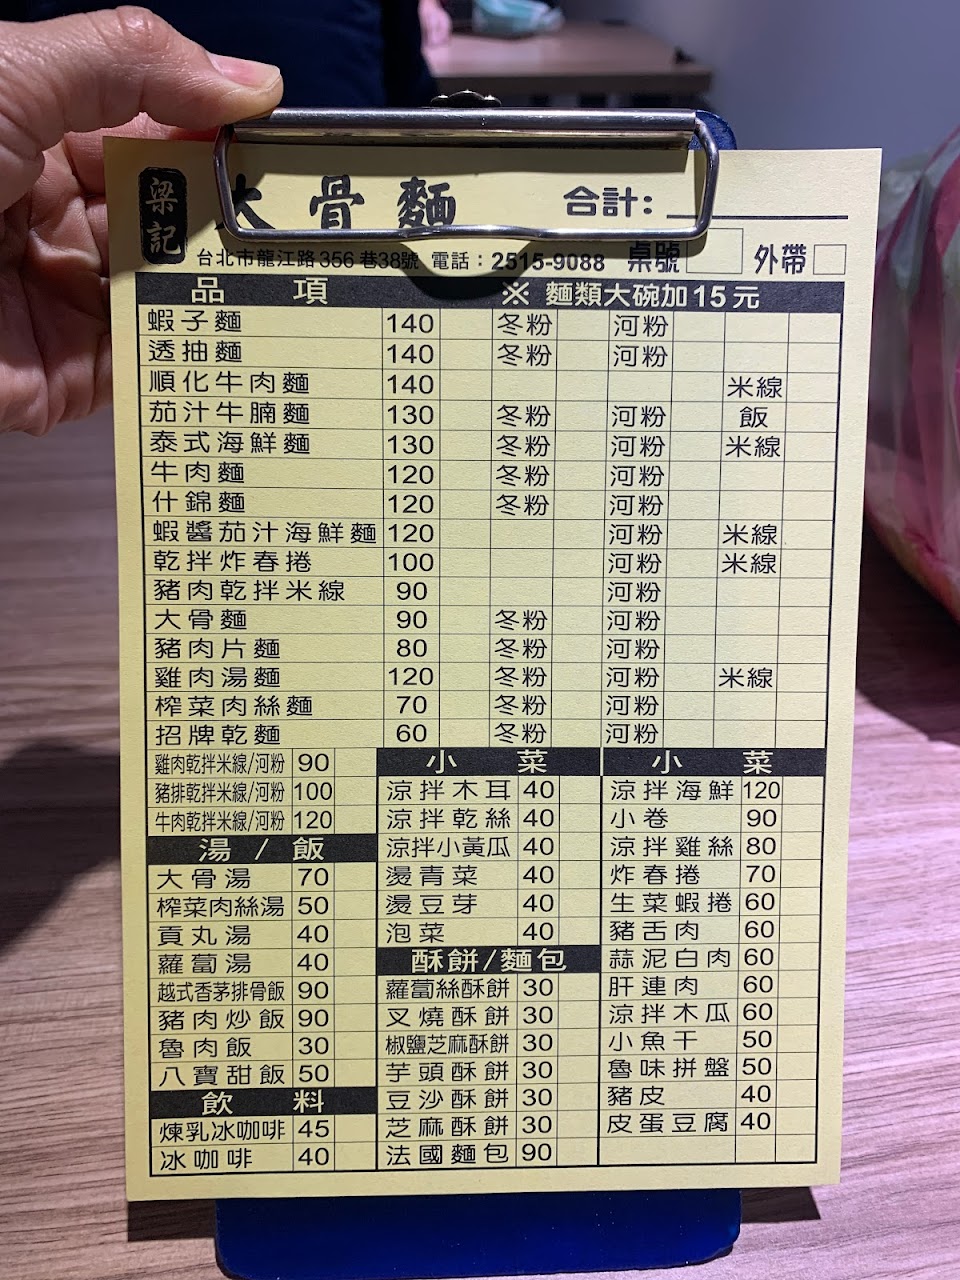 梁記 大骨麵 合計:
台北市龍江路356巷38號 電話：2515-9088 桌號 外帶
品項 ※ 麵類大碗加15元
蝦子麵 140 冬粉 河粉
透抽麵 140 冬粉 河粉
順化牛肉麵 140 米線
茄汁牛腩麵 130 冬粉 河粉 飯
泰式海鮮麵 130 冬粉 河粉 米線
牛肉麵 120 冬粉 河粉
什錦麵 120 冬粉 河粉
蝦醬茄汁海鮮麵 120 河粉 米線
乾拌炸春捲 100 河粉 米線
豬肉乾拌米線 90 河粉
大骨麵 90 冬粉 河粉
豬肉片麵 80 冬粉 河粉
雞肉湯麵 120 冬粉 河粉 米線
榨菜肉絲麵 70 冬粉 河粉
招牌乾麵 60 冬粉 河粉
雞肉乾拌米線/河粉 90
豬排乾拌米線/河粉 100
牛肉乾拌米線/河粉 120
湯/飯
大骨湯 70
榨菜肉絲湯 50
貢丸湯 40
蘿蔔湯 40
越式香茅排骨飯 90
豬肉炒飯 90
魯肉飯 30
八寶甜飯 50
飲料
煉乳冰咖啡 45
冰咖啡 40
小菜
涼拌木耳 40
涼拌乾絲 40
涼拌小黃瓜 40
燙青菜 40
燙豆芽 40
泡菜 40
酥餅/麵包
蘿蔔絲酥餅 30
叉燒酥餅 30
椒鹽芝麻酥餅 30
芋頭酥餅 30
豆沙酥餅 30
芝麻酥餅 30
法國麵包 90
小菜
涼拌海鮮 120
小卷 90
涼拌雞絲 80
炸春捲 70
生菜蝦捲 60
豬舌肉 60
蒜泥白肉 60
肝連肉 60
涼拌木瓜 60
小魚干 50
魯味拼盤 50
豬皮 40
皮蛋豆腐 40